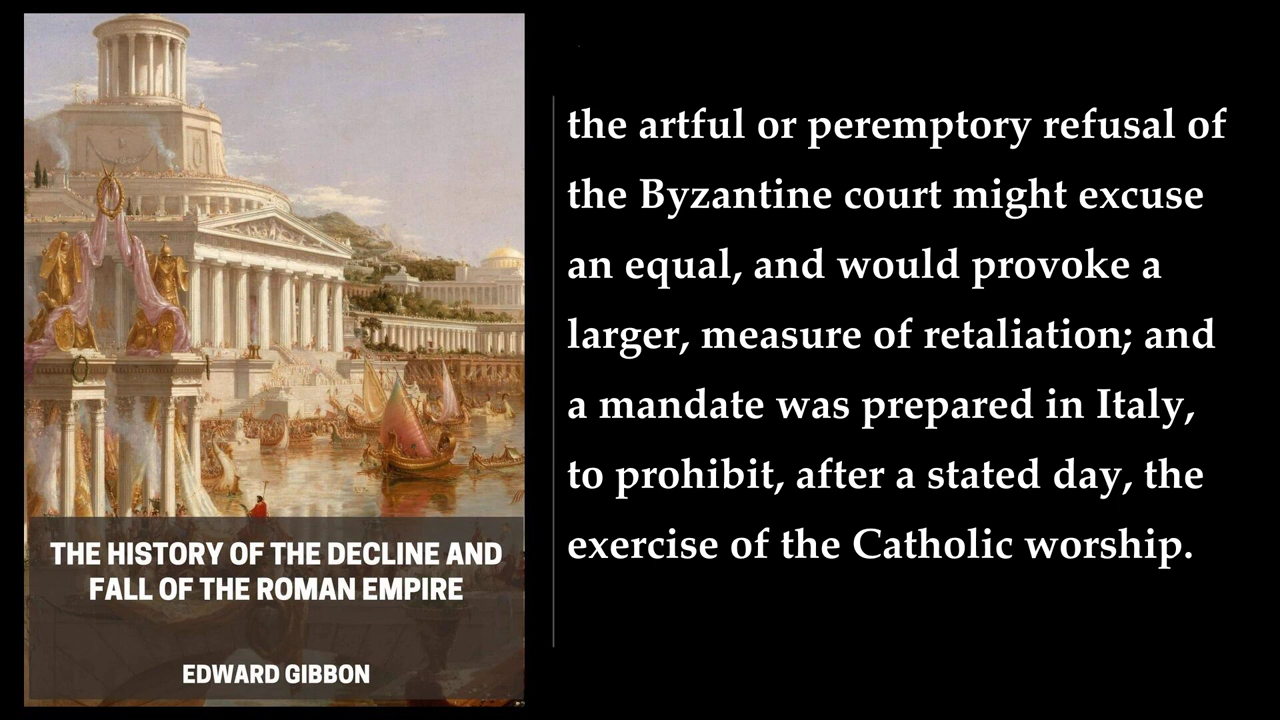 THE HISTORY OF THE DECLINE AND
FALL OF THE ROMAN EMPIRE
EDWARD GIBBON
the artful or peremptory refusal of
the Byzantine court might excuse
an equal, and would provoke a
larger, measure of retaliation; and
a mandate was prepared in Italy,
to prohibit, after a stated day, the
exercise of the Catholic worship.